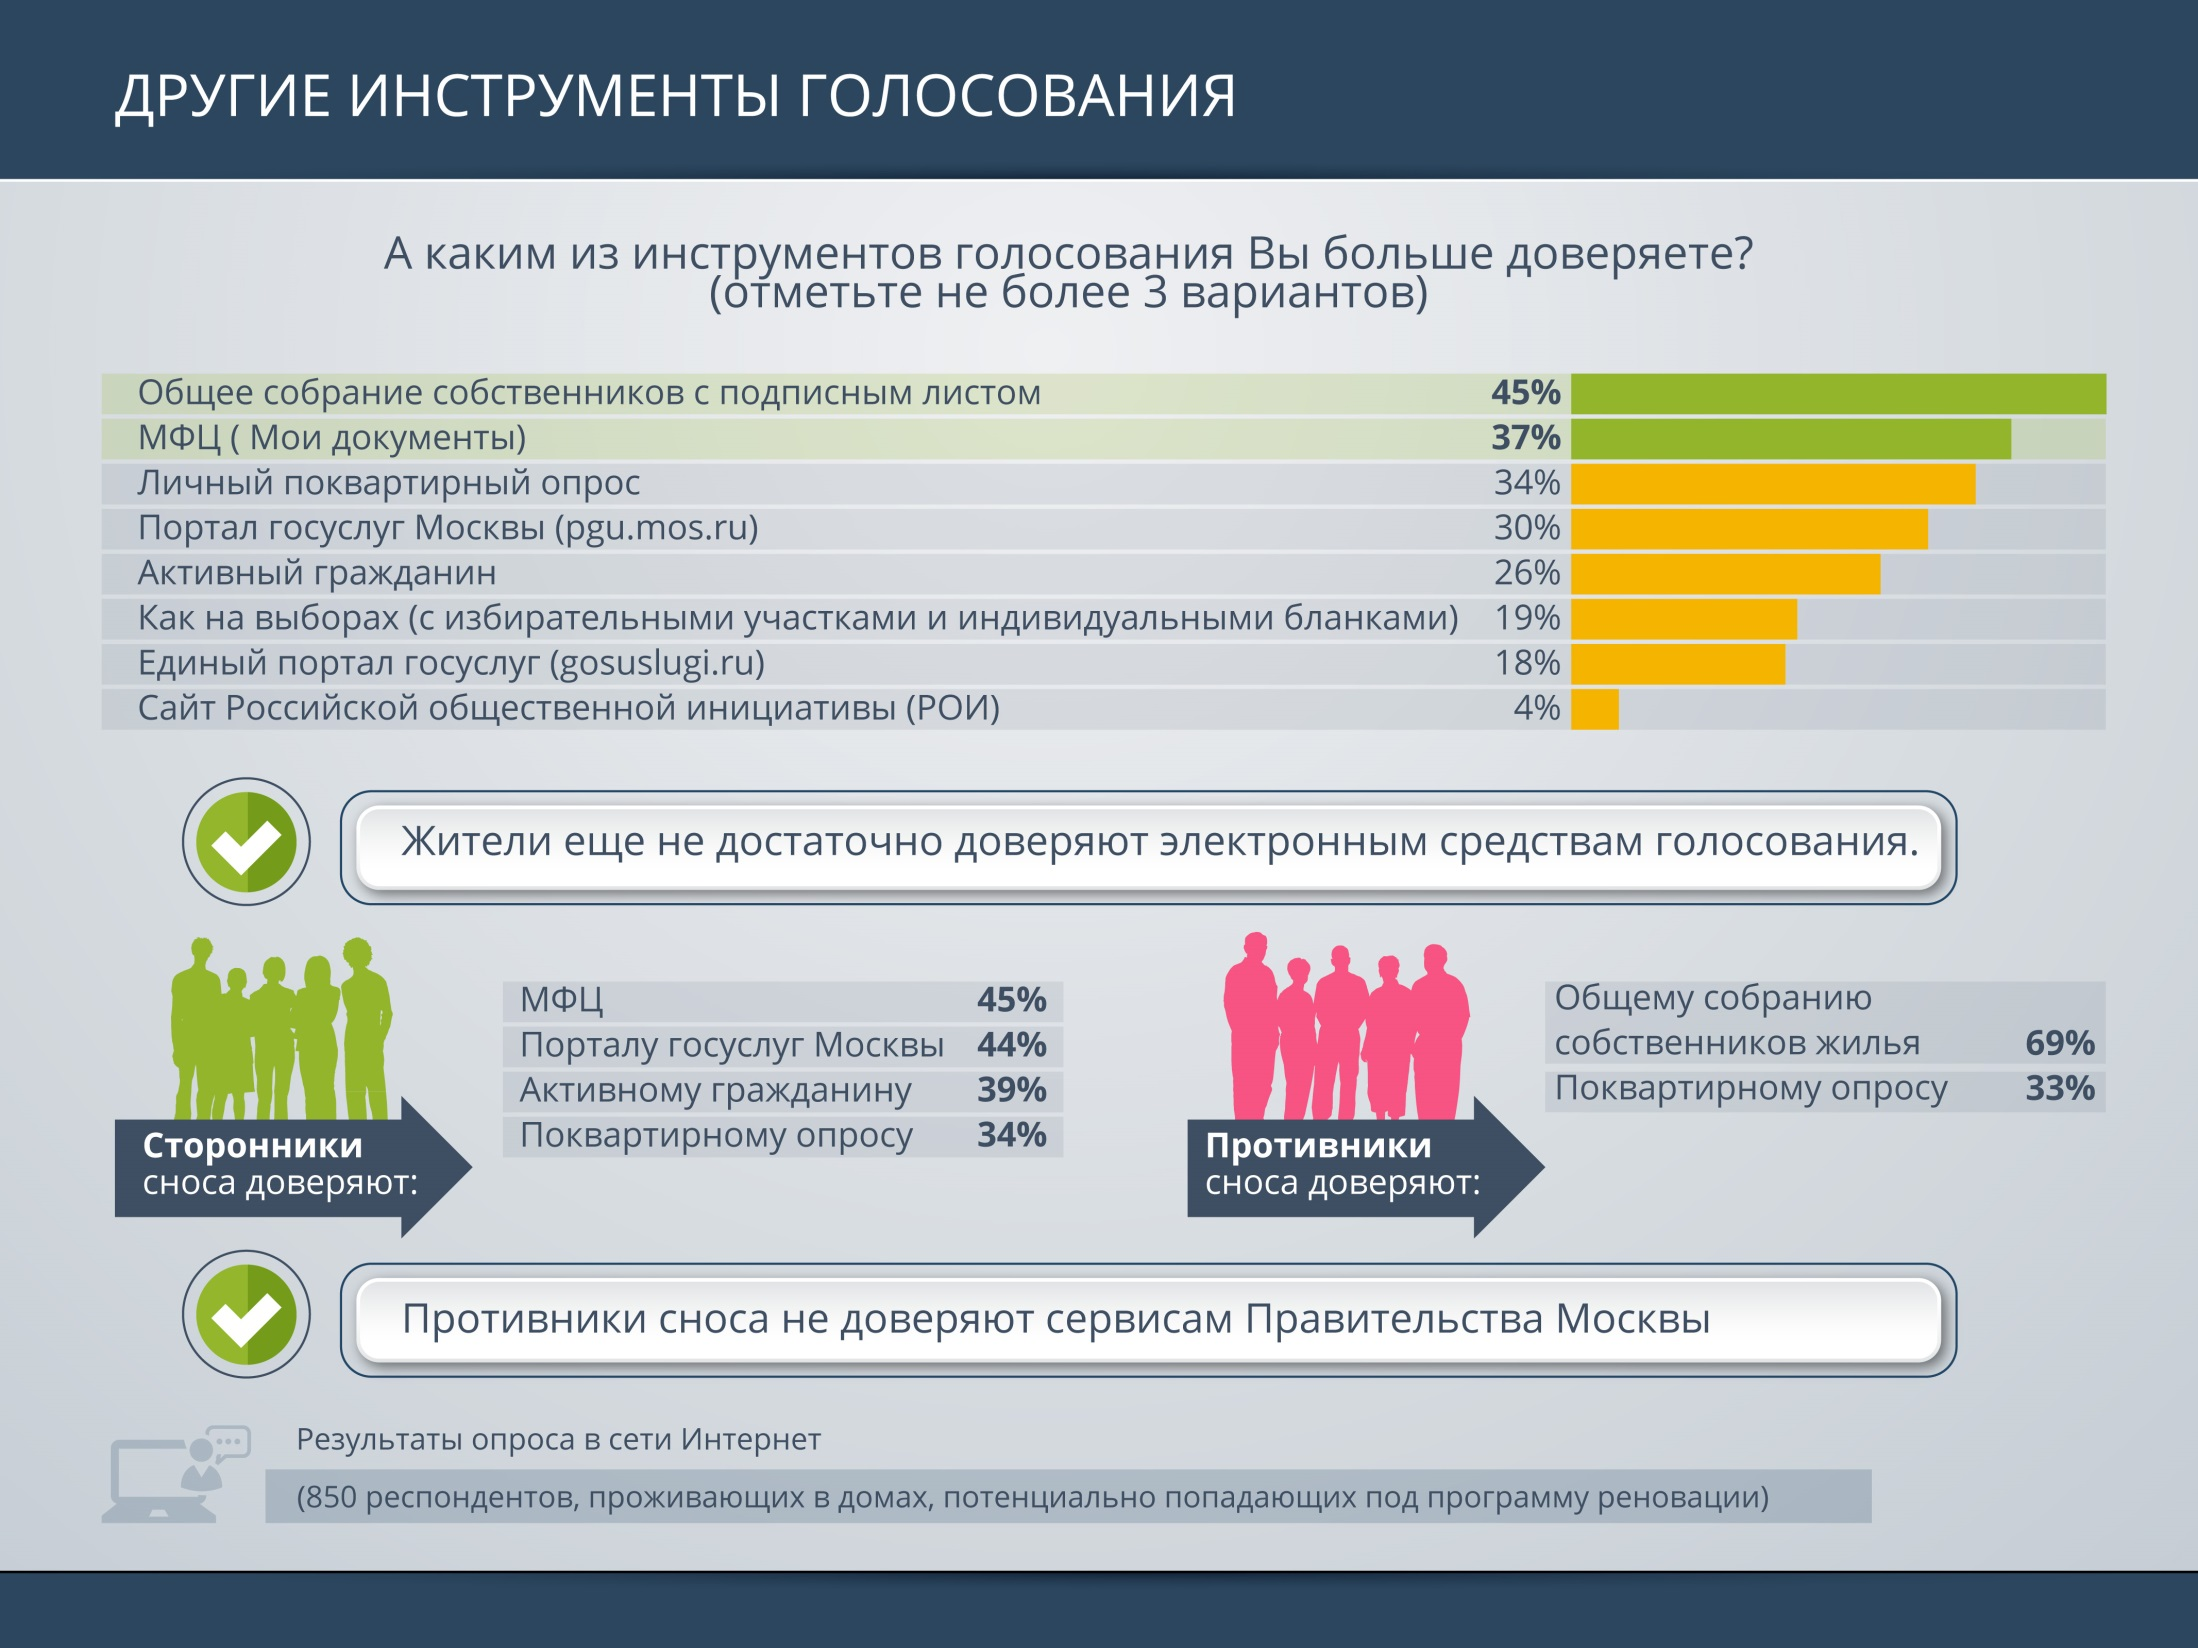 ДРУГИЕ ИНСТРУМЕНТЫ ГОЛОСОВАНИЯ
А каким из инструментов голосования Вы больше доверяете?
(отметьте не более 3 вариантов)
Общее собрание собственников с подписным листом 45%
МФЦ ( Мои документы) 37%
Личный поквартирный опрос 34%
Портал госуслуг Москвы (pgu.mos.ru) 30%
Активный гражданин 26%
Как на выборах (с избирательными участками и индивидуальными бланками) 19%
Единый портал госуслуг (gosuslugi.ru) 18%
Сайт Российской общественной инициативы (РОИ) 4%
Жители еще не достаточно доверяют электронным средствам голосования.
Сторонники
сноса доверяют:
МФЦ 45%
Порталу госуслуг Москвы 44%
Активному гражданину 39%
Поквартирному опросу 34%
Противники
сноса доверяют:
Общему собранию
собственников жилья 69%
Поквартирному опросу 33%
Противники сноса не доверяют сервисам Правительства Москвы
Результаты опроса в сети Интернет
(850 респондентов, проживающих в домах, потенциально попадающих под программу реновации)